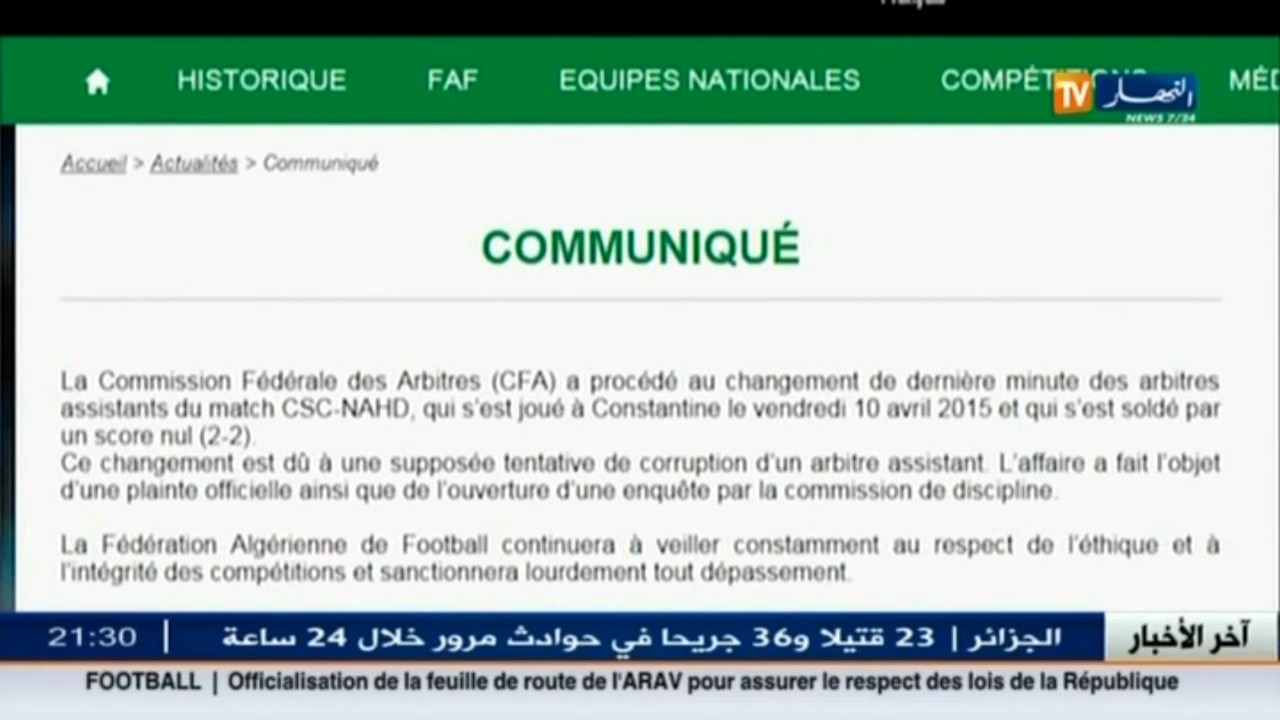 HISTORIQUE FAF EQUIPES NATIONALES
TV النهار
NEWS 7/24
Accueil > Actualités > Communiqué
COMMUNIQUÉ
La Commission Fédérale des Arbitres (CFA) a procédé au changement de dernière minute des arbitres
assistants du match CSC-NAHD, qui s'est joué à Constantine le vendredi 10 avril 2015 et qui s'est soldé par
un score nul (2-2).
Ce changement est dû à une supposée tentative de corruption d'un arbitre assistant. L'affaire a fait l'objet
d'une plainte officielle ainsi que de l'ouverture d'une enquête par la commission de discipline.
La Fédération Algérienne de Football continuera à veiller constamment au respect de l'éthique et à
l'intégrité des compétitions et sanctionnera lourdement tout dépassement.
آخر الأخبار الجزائر | 23 قتيلا و36 جريحا في حوادث مرور خلال 24 ساعة | 21:30
FOOTBALL | Officialisation de la feuille de route de l'ARAV pour assurer le respect des lois de la République